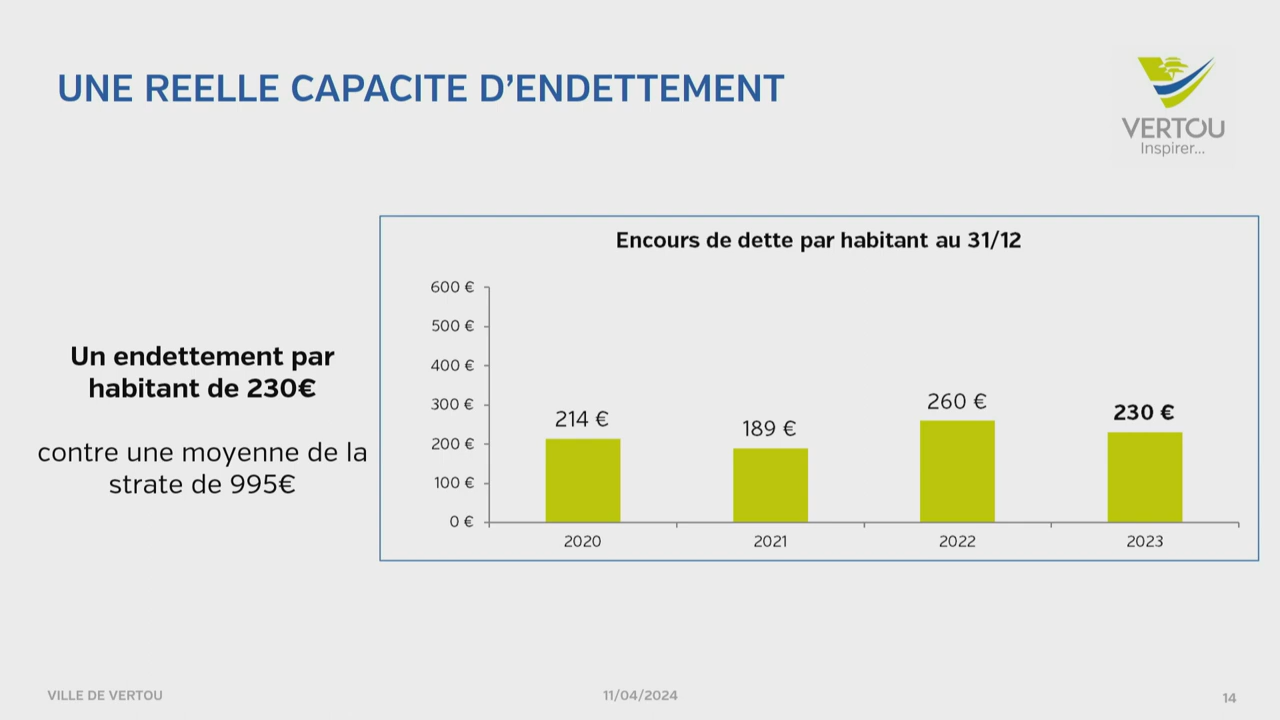 UNE REELLE CAPACITE D'ENDETTEMENT
VERTOU
Inspirer...
Un endettement par
habitant de 230€
contre une moyenne de la
strate de 995€
Encours de dette par habitant au 31/12
600 €
500 €
400 €
300 €
200 €
100 €
0 €
214 €
189 €
260 €
230 €
2020
2021
2022
2023
VILLE DE VERTOU
11/04/2024
14